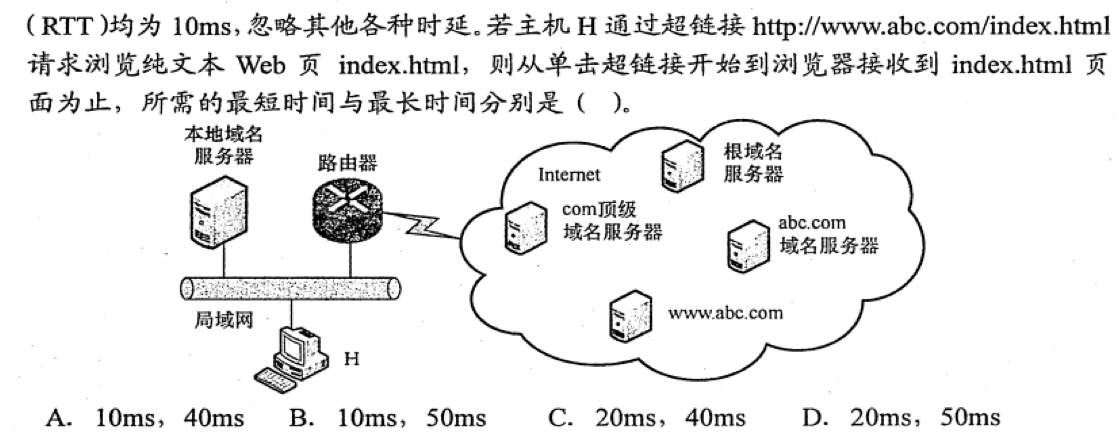 (RTT)均为 10ms,忽略其他各种时延。若主机 H 通过超链接 http://www.abc.com/index.html
请求浏览纯文本 Web 页 index.html，则从单击超链接开始到浏览器接收到 index.html 页
面为止，所需的最短时间与最长时间分别是（ ）。
本地域名
服务器
路由器
Internet
根域名
服务器
com顶级
域名服务器
abc.com
域名服务器
www.abc.com
局域网
H
A. 10ms，40ms B. 10ms，50ms C. 20ms，40ms D. 20ms，50ms